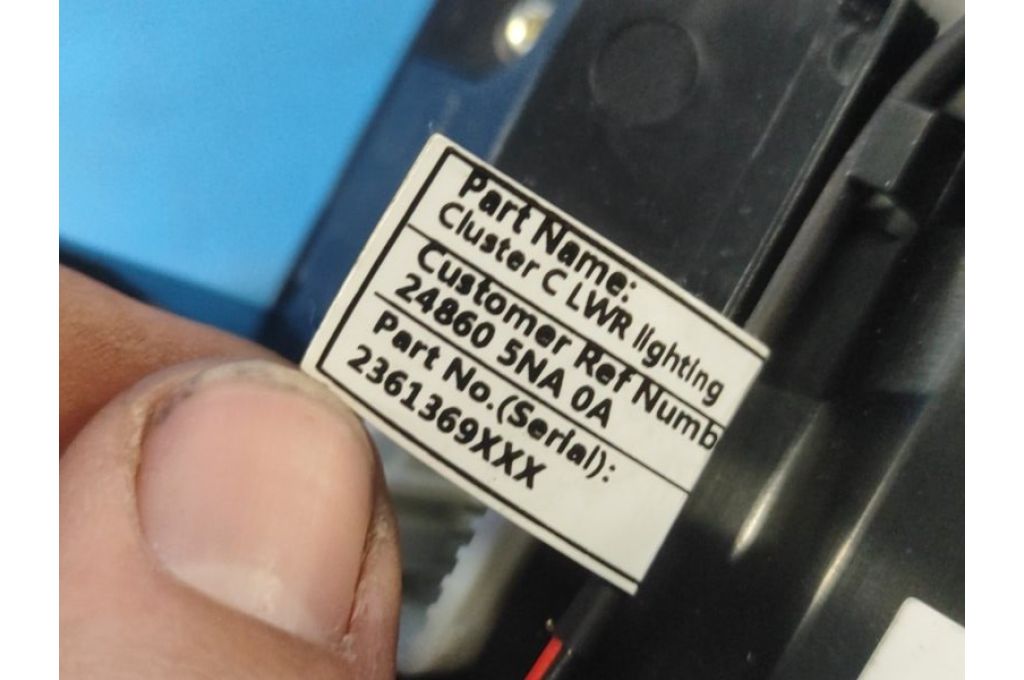 Part Name:
Cluster C LWR lighting
Customer Ref Numb
24860 5NA 0A
Part No.(Serial):
2361369XXX